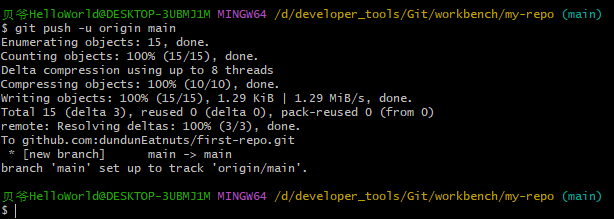 贝爷HelloWorld@DESKTOP-3UBMJ1M MINGW64 /d/developer_tools/Git/workbench/my-repo (main)
$ git push -u origin main
Enumerating objects: 15, done.
Counting objects: 100% (15/15), done.
Delta compression using up to 8 threads
Compressing objects: 100% (10/10), done.
Writing objects: 100% (15/15), 1.29 KiB | 1.29 MiB/s, done.
Total 15 (delta 3), reused 0 (delta 0), pack-reused 0 (from 0)
remote: Resolving deltas: 100% (3/3), done.
To github.com:dundunEatnuts/first-repo.git
 * [new branch]      main -> main
branch 'main' set up to track 'origin/main'.
贝爷HelloWorld@DESKTOP-3UBMJ1M MINGW64 /d/developer_tools/Git/workbench/my-repo (main)
$